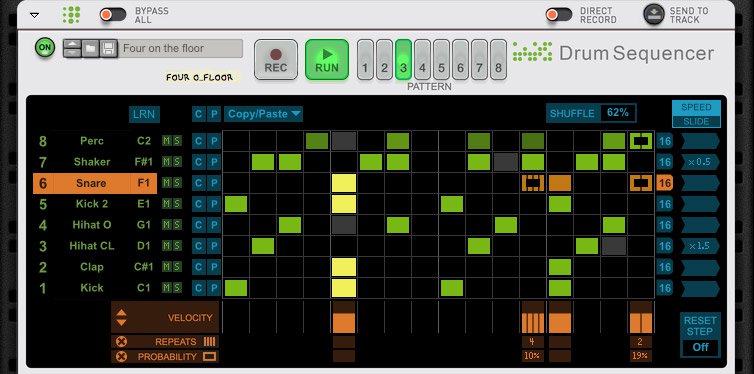 BYPASS ALL
DIRECT RECORD
SEND TO TRACK
ON
Four on the floor
FOUR O_FLOOR
REC
RUN
1 2 3 4 5 6 7 8
PATTERN
Drum Sequencer
LRN
C P
Copy/Paste
SHUFFLE 62%
SPEED
SLIDE
8 Perc C2 M S C P 16
7 Shaker F#1 M S C P 16 x0.5
6 Snare F1 M S C P 16
5 Kick 2 E1 M S C P 16
4 Hihat O G1 M S C P 16
3 Hihat CL D1 M S C P 16 x1.5
2 Clap C#1 M S C P 16
1 Kick C1 M S C P 16
VELOCITY
REPEATS 4 2
PROBABILITY 10% 19%
RESET STEP
Off